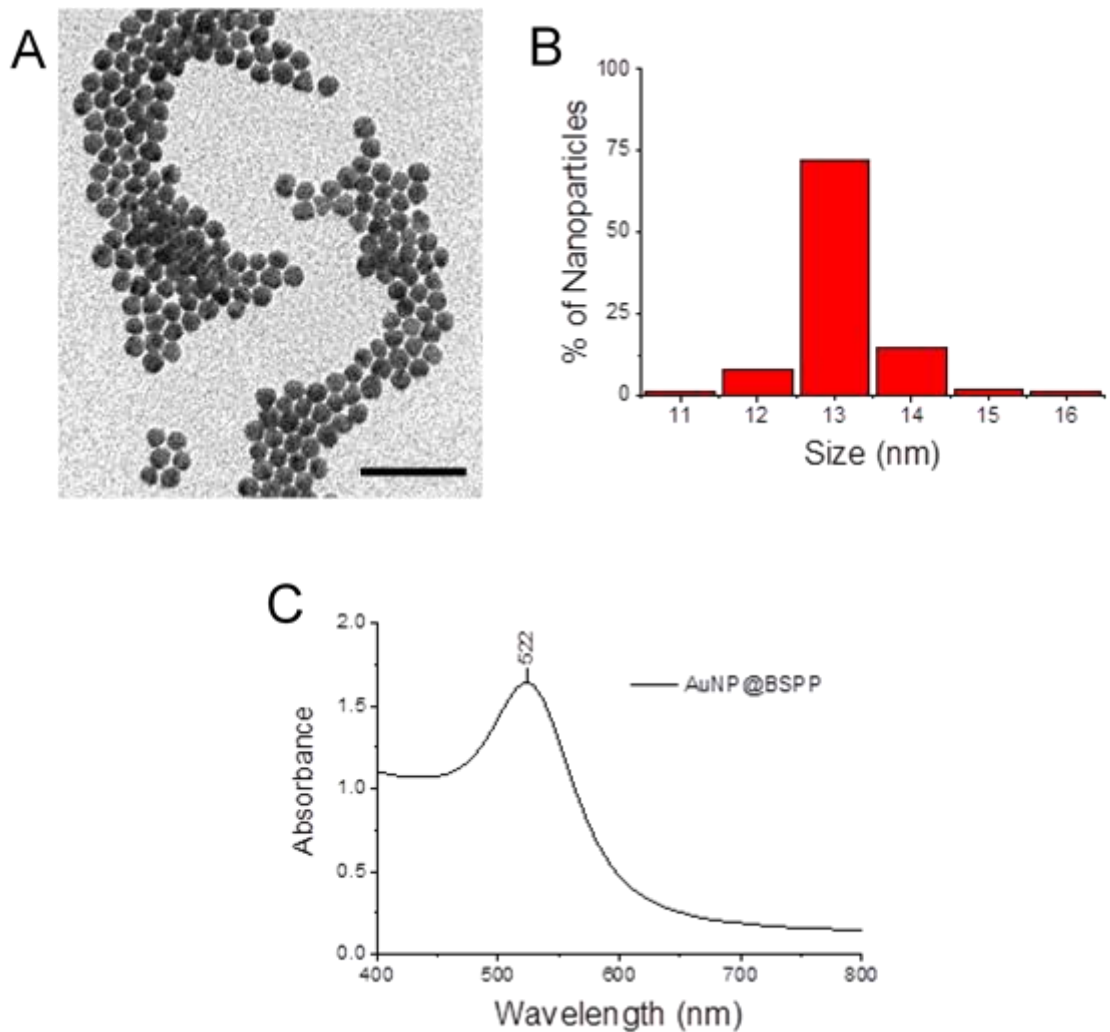 A
B
100
75
50
25
0
% of Nanoparticles
11 12 13 14 15 16
Size (nm)
C
2.0
1.5
1.0
0.5
0.0
Absorbance
522
AuNP@BSPP
400 500 600 700 800
Wavelength (nm)